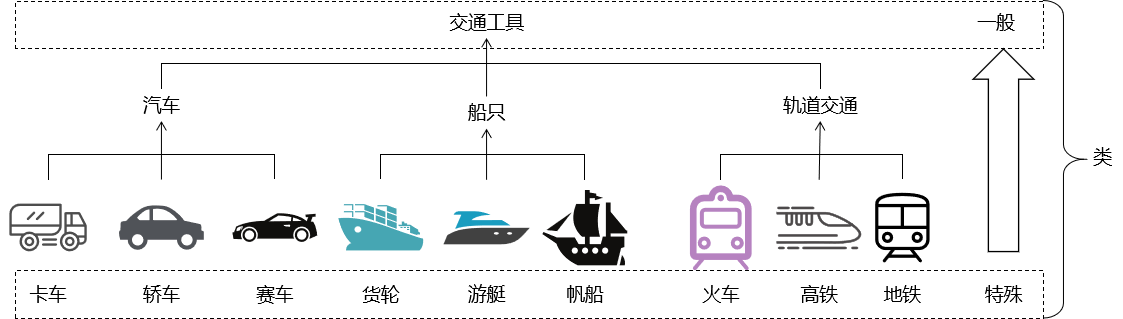 交通工具 一般
汽车 船只 轨道交通
类
卡车 轿车 赛车 货轮 游艇 帆船 火车 高铁 地铁 特殊